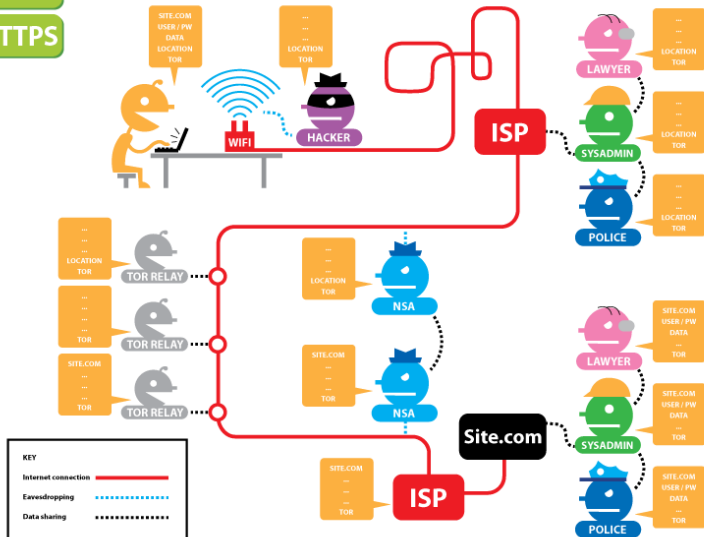 TTPS
SITE.COM
USER / PW
DATA
LOCATION
TOR
...
...
...
LOCATION
TOR
WIFI
HACKER
ISP
...
...
...
LOCATION
TOR
LAWYER
...
...
...
LOCATION
TOR
SYSADMIN
...
...
...
LOCATION
TOR
POLICE
...
...
...
LOCATION
TOR
TOR RELAY
...
...
...
...
TOR
TOR RELAY
SITE.COM
...
...
...
TOR
TOR RELAY
...
...
...
LOCATION
TOR
NSA
SITE.COM
...
...
...
TOR
NSA
SITE.COM
USER / PW
DATA
...
TOR
LAWYER
SITE.COM
USER / PW
DATA
...
TOR
SYSADMIN
SITE.COM
USER / PW
DATA
...
TOR
POLICE
Site.com
SITE.COM
...
...
...
TOR
ISP
KEY
Internet connection
Eavesdropping
Data sharing